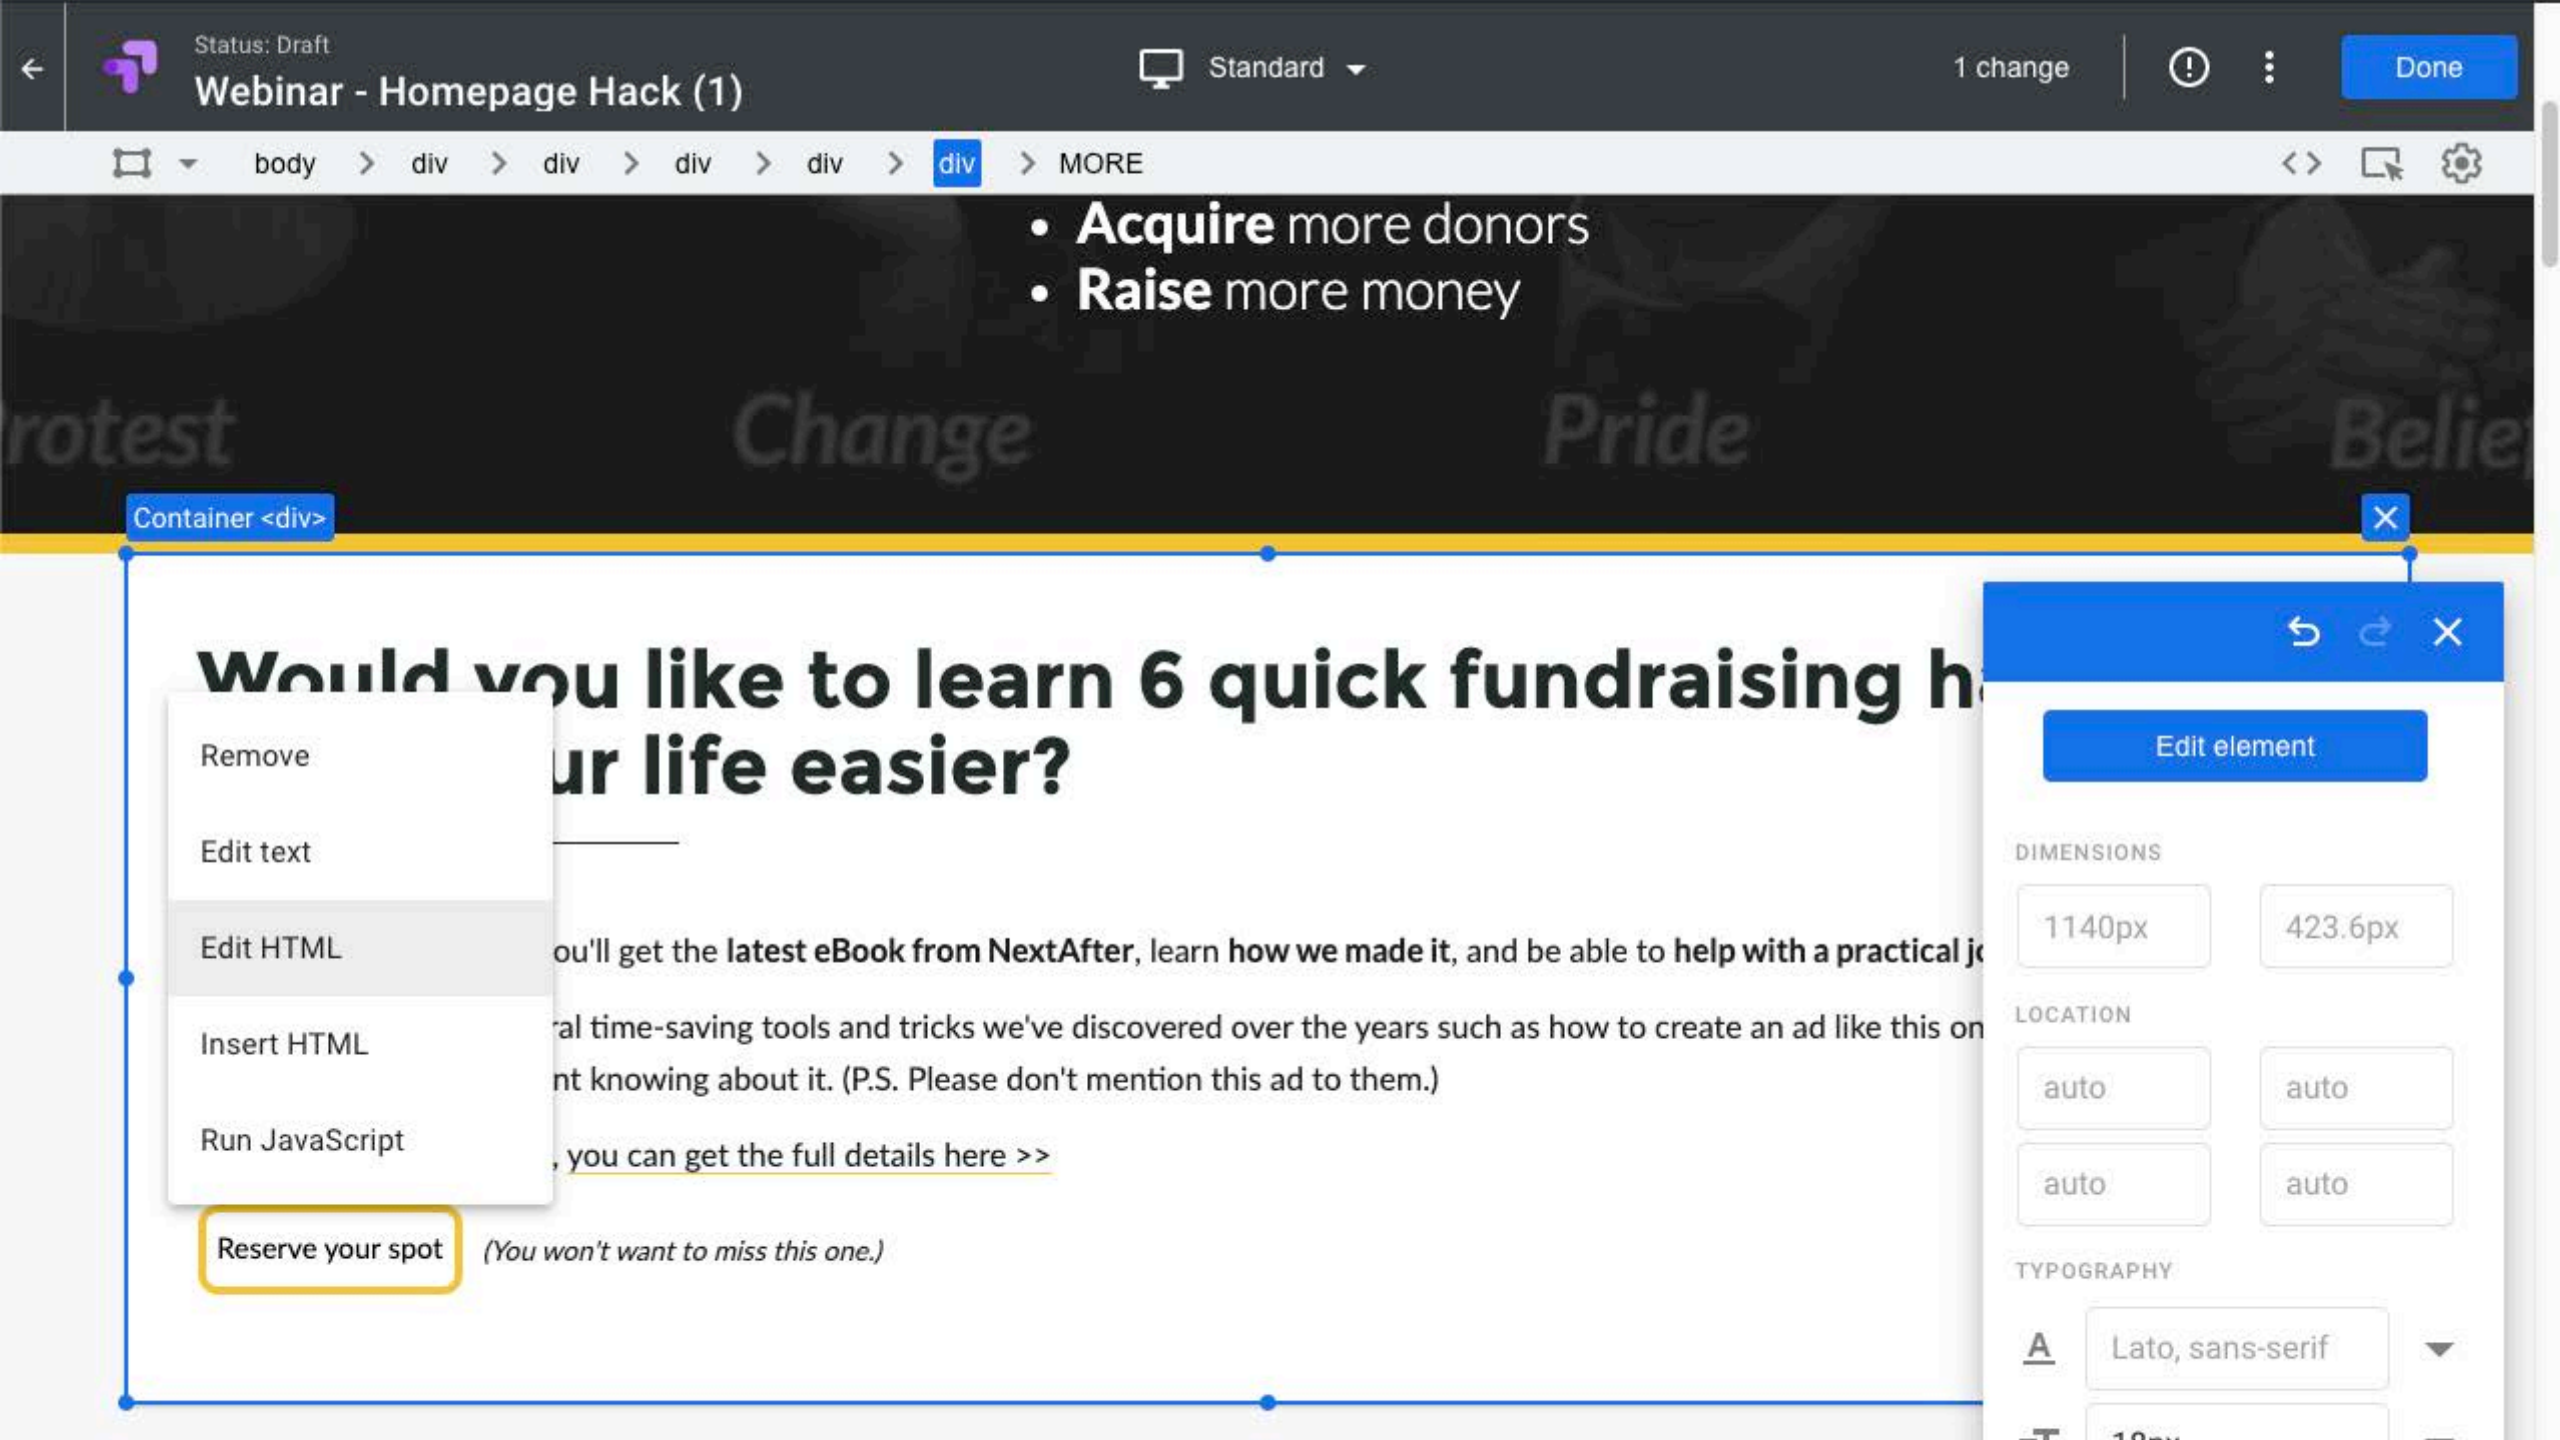 Status: Draft
Webinar - Homepage Hack (1)
Standard
1 change
Done
body > div > div > div > div > div > MORE
• Acquire more donors
• Raise more money
rotest
Change
Pride
Belie
Container <div>
Would you like to learn 6 quick fundraising
ur life easier?
Edit element
Remove
Edit text
Edit HTML
Insert HTML
Run JavaScript
ou'll get the latest eBook from NextAfter, learn how we made it, and be able to help with a practical
ral time-saving tools and tricks we've discovered over the years such as how to create an ad like this on
nt knowing about it. (P.S. Please don't mention this ad to them.)
, you can get the full details here >>
Reserve your spot
(You won't want to miss this one.)
DIMENSIONS
1140px
423.6px
LOCATION
auto
auto
auto
auto
TYPOGRAPHY
A
Lato, sans-serif